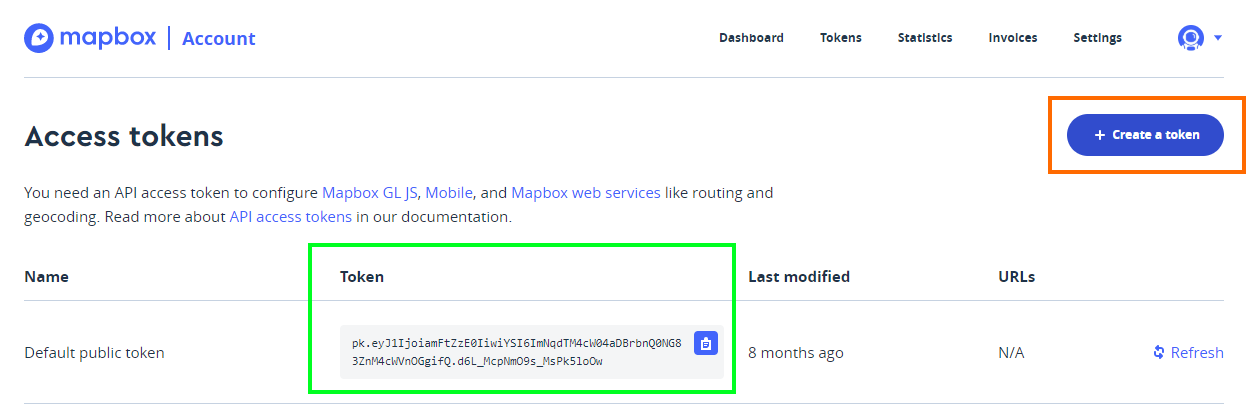 mapbox | Account
Dashboard
Tokens
Statistics
Invoices
Settings
Access tokens
+ Create a token
You need an API access token to configure Mapbox GL JS, Mobile, and Mapbox web services like routing and
geocoding. Read more about API access tokens in our documentation.
Name
Token
Last modified
URLs
Default public token
pk.eyJ1IjoiamFtZzE0IiwiYSI6ImNqdTM4cW04aDBrbnQ0NG8
3ZnM4cWVnOGgifQ.d6L_McpNmO9s_MsPk5loOw
8 months ago
N/A
Refresh